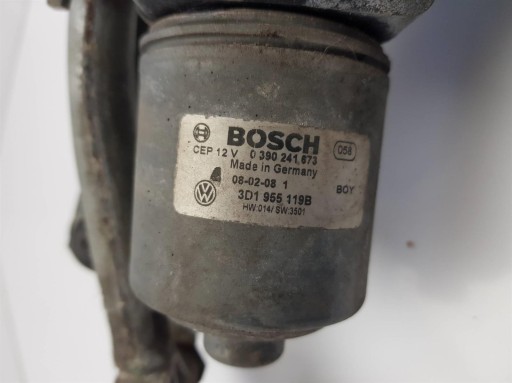 BOSCH 058
CEP 12 V 0 390 241 673
Made in Germany
08-02-08 1 BOY
3D1 955 119B
HW 014/ SW 3501